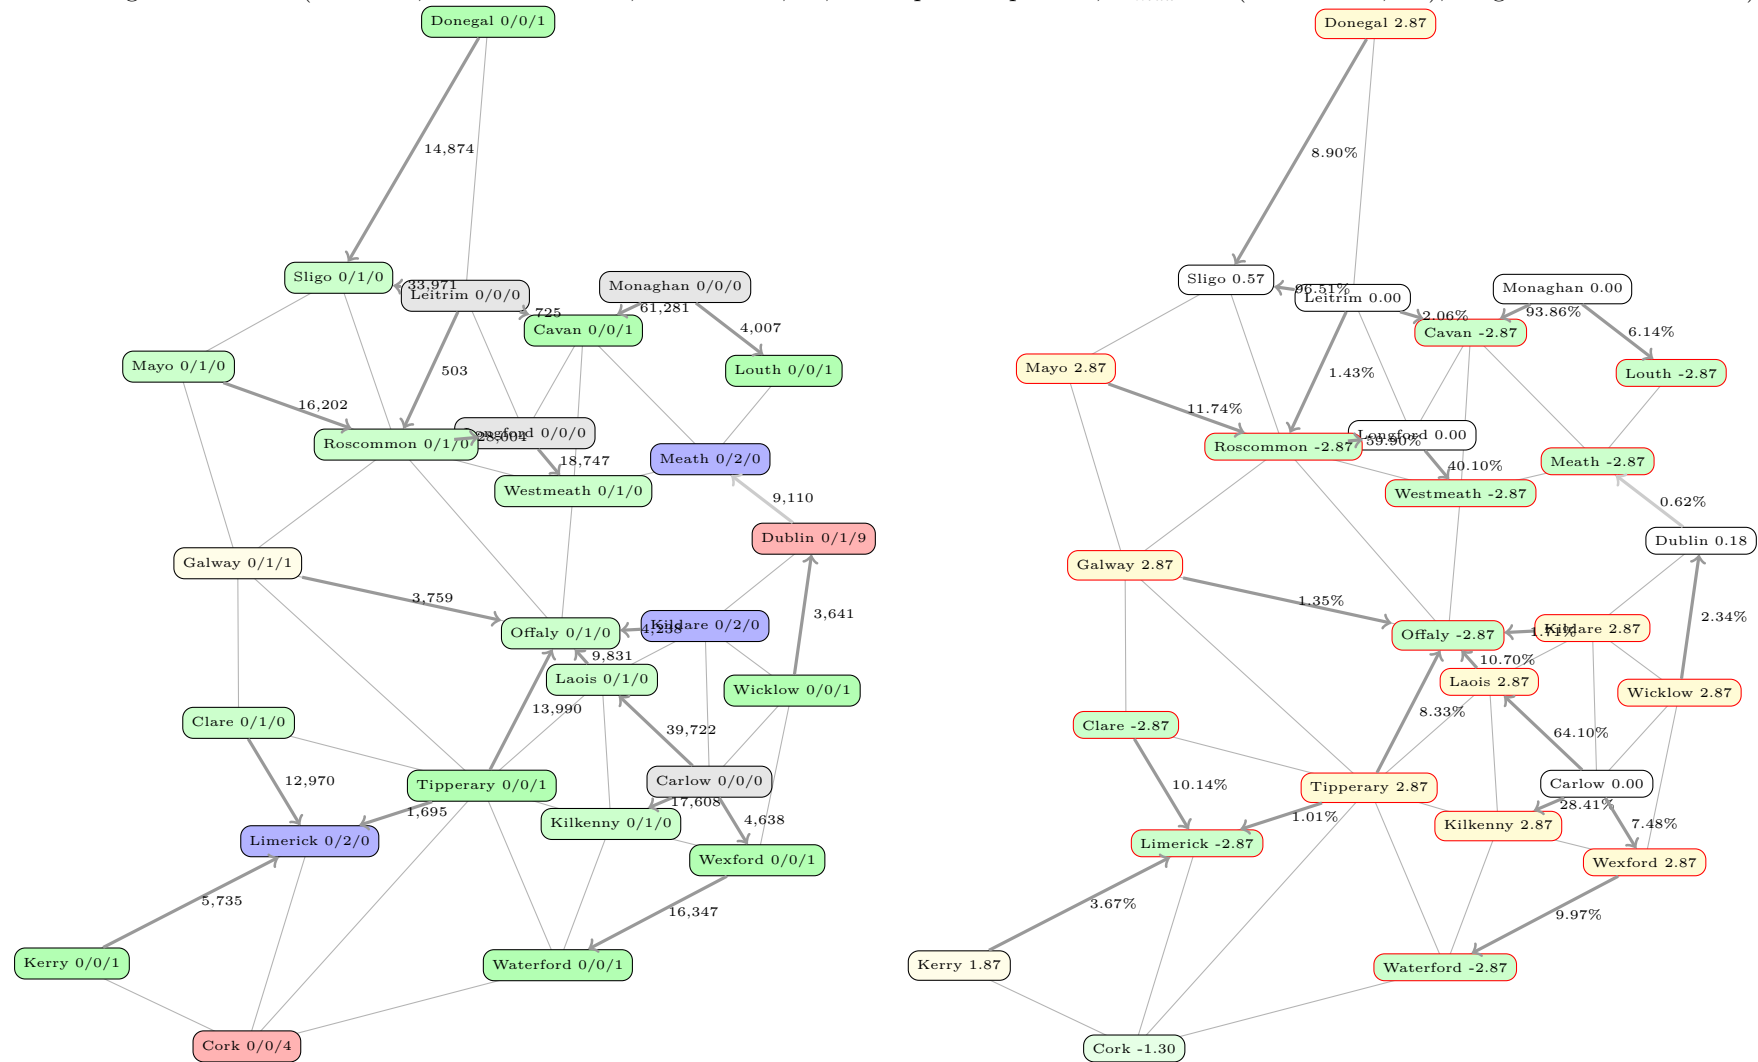 Donegal 0/0/1
14,874
Sligo 0/1/0
33,971
Leitrim 0/0/0
Monaghan 0/0/0
725
61,281
Cavan 0/0/1
4,007
Mayo 0/1/0
503
Louth 0/0/1
16,202
Roscommon 0/1/0
28,004
Longford 0/0/0
18,747
Meath 0/2/0
Westmeath 0/1/0
9,110
Dublin 0/1/9
Galway 0/1/1
3,759
Offaly 0/1/0
4,238
Kildare 0/2/0
3,641
9,831
Laois 0/1/0
Wicklow 0/0/1
13,990
Clare 0/1/0
39,722
12,970
Tipperary 0/0/1
Carlow 0/0/0
1,695
17,608
Kilkenny 0/1/0
4,638
Limerick 0/2/0
Wexford 0/0/1
5,735
16,347
Kerry 0/0/1
Waterford 0/0/1
Cork 0/0/4
Donegal 2.87
8.90%
Sligo 0.57
96.51%
Leitrim 0.00
Monaghan 0.00
2.06%
93.86%
Cavan -2.87
6.14%
Mayo 2.87
1.43%
Louth -2.87
11.74%
Roscommon -2.87
59.90%
Longford 0.00
40.10%
Meath -2.87
Westmeath -2.87
0.62%
Dublin 0.18
Galway 2.87
1.35%
Offaly -2.87
1.71%
Kildare 2.87
2.34%
10.70%
Laois 2.87
Wicklow 2.87
8.33%
Clare -2.87
64.10%
10.14%
Tipperary 2.87
Carlow 0.00
1.01%
28.41%
Kilkenny 2.87
7.48%
Limerick -2.87
Wexford 2.87
3.67%
9.97%
Kerry 1.87
Waterford -2.87
Cork -1.30